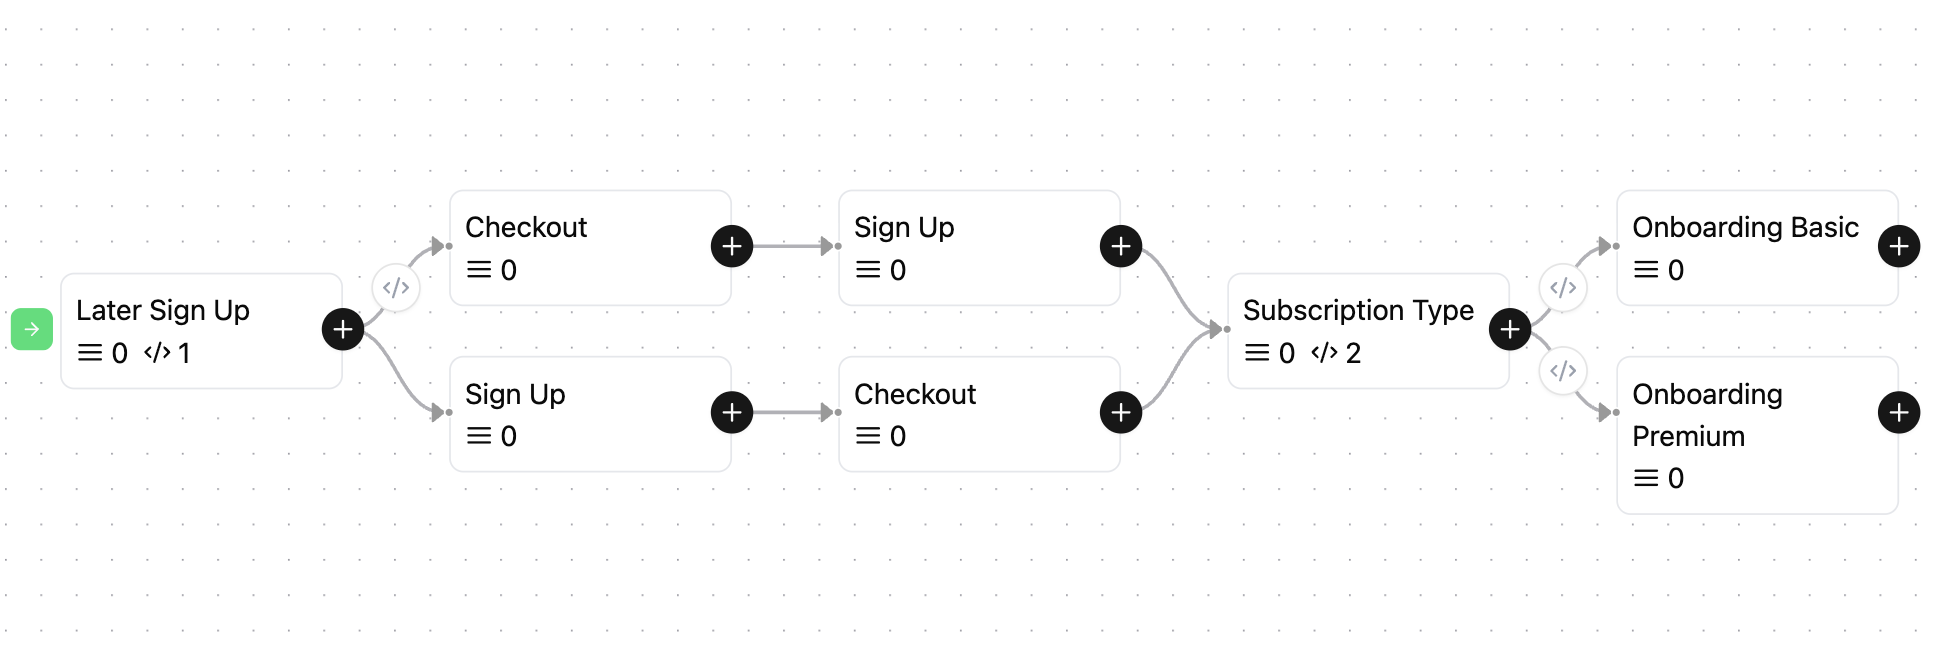 Later Sign Up
0 </> 1
</>
Checkout
0
Sign Up
0
Sign Up
0
Checkout
0
Subscription Type
0 </> 2
</>
</>
Onboarding Basic
0
Onboarding
Premium
0